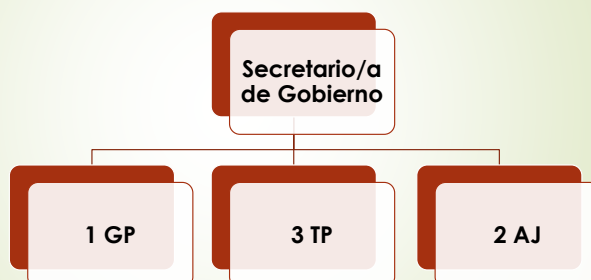 Secretario/a
de Gobierno
1 GP
3 TP
2 AJ